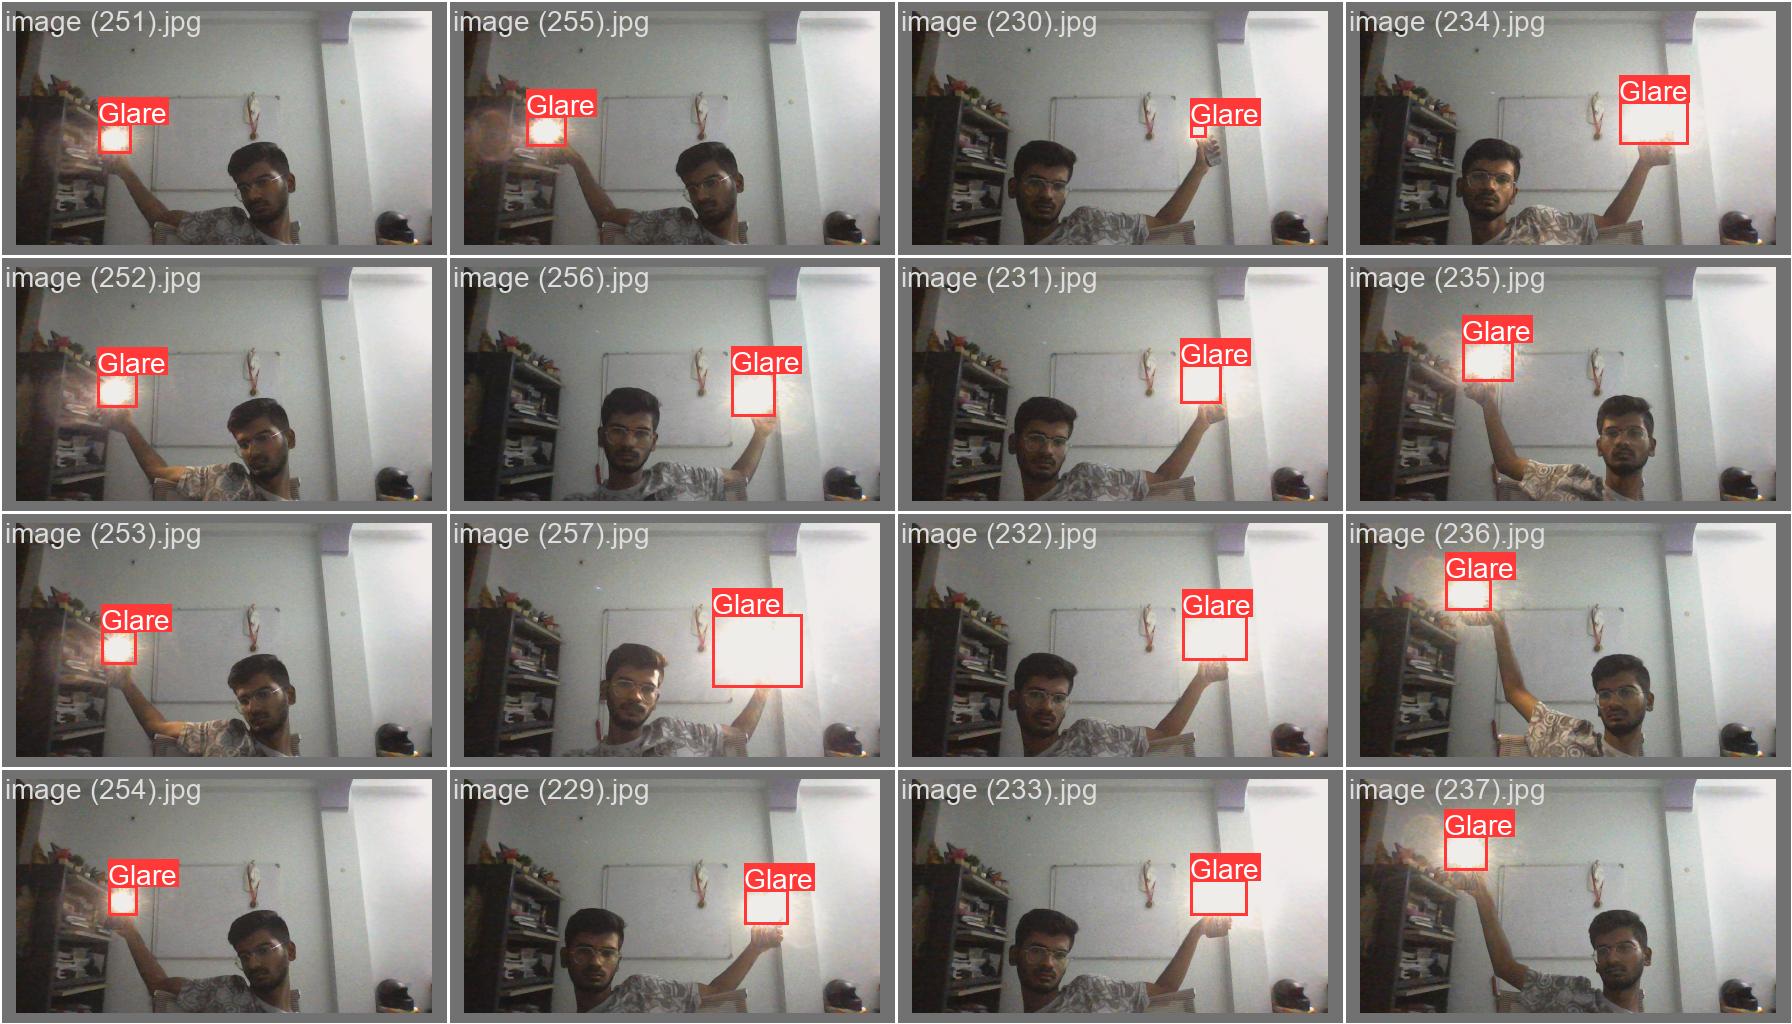 image (251).jpg
Glare
image (255).jpg
Glare
image (230).jpg
Glare
image (234).jpg
Glare
image (252).jpg
Glare
image (256).jpg
Glare
image (231).jpg
Glare
image (235).jpg
Glare
image (253).jpg
Glare
image (257).jpg
Glare
image (232).jpg
Glare
image (236).jpg
Glare
image (254).jpg
Glare
image (229).jpg
Glare
image (233).jpg
Glare
image (237).jpg
Glare